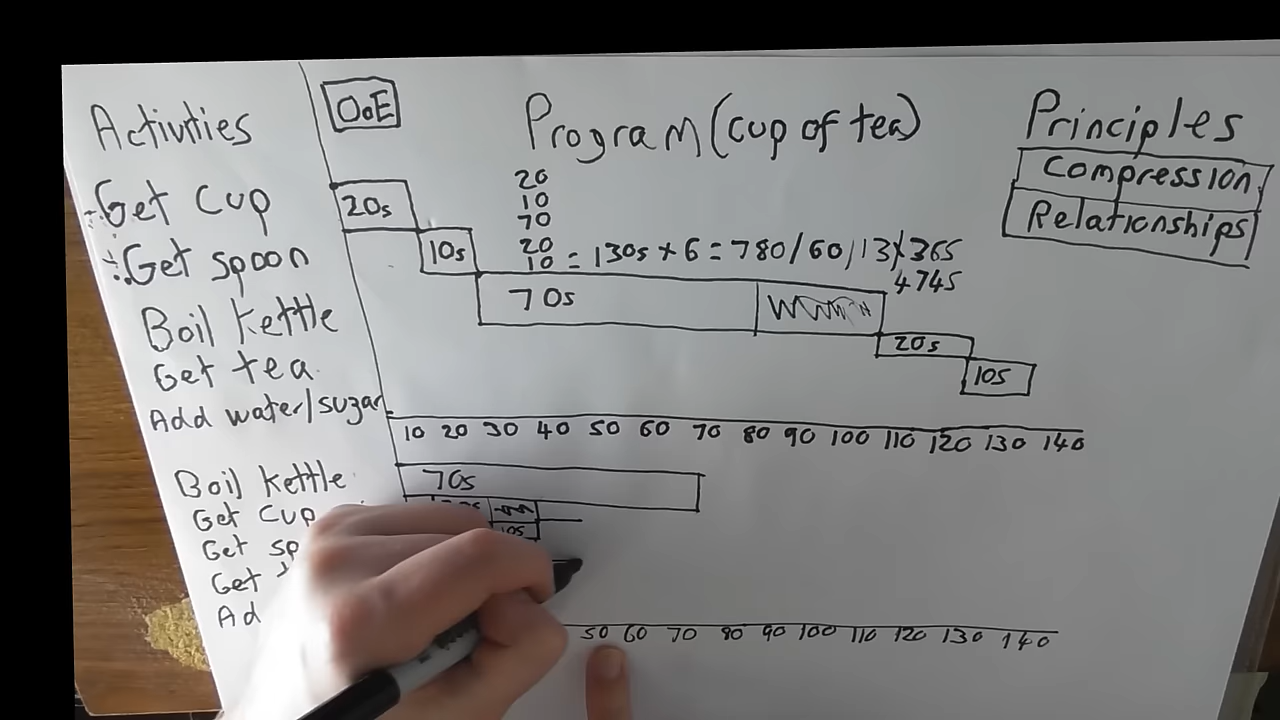 Activities
OoE
Program (cup of tea)
Principles
Compression
Relationships
Get Cup
20s
20
10
70
20
10 = 130s x 6 = 780/60/13 x 365
4745
Get spoon
10s
Boil Kettle
70s
Get tea
20s
Add water/sugar
10s
10 20 30 40 50 60 70 80 90 100 110 120 130 140
Boil Kettle
70s
Get Cup
Get
10s
Get
50 60 70 80 90 100 110 120 130 140